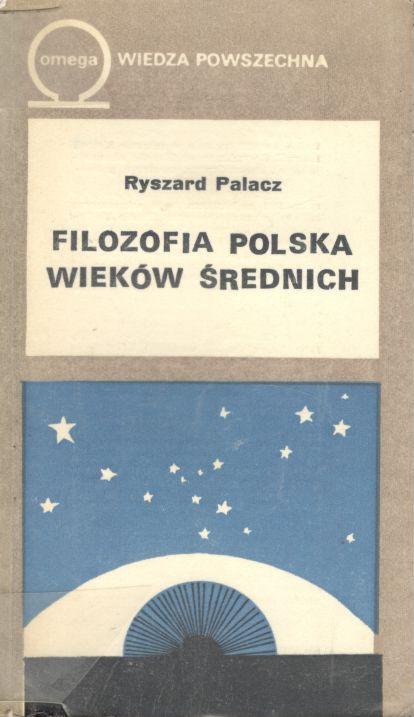 omega WIEDZA POWSZECHNA
Ryszard Palacz
FILOZOFIA POLSKA
WIEKÓW ŚREDNICH